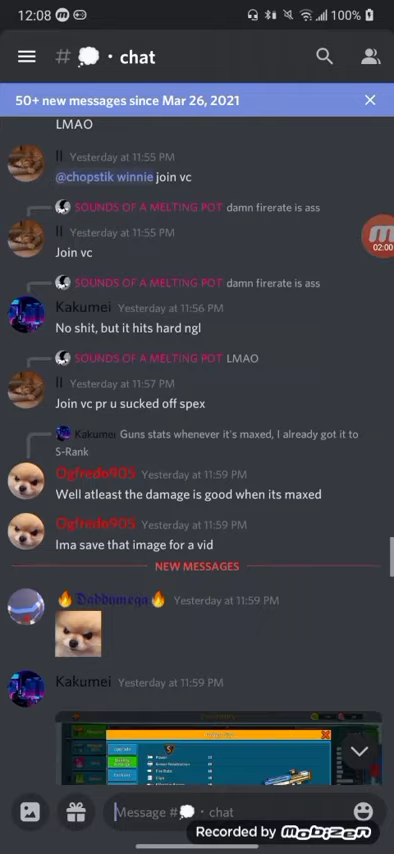 12:08
100%
# 💭 · chat
50+ new messages since Mar 26, 2021
LMAO
II Yesterday at 11:55 PM
@chopstik winnie join vc
SOUNDS OF A MELTING POT damn firerate is ass
II Yesterday at 11:55 PM
Join vc
SOUNDS OF A MELTING POT damn firerate is ass
Kakumei Yesterday at 11:56 PM
No shit, but it hits hard ngl
SOUNDS OF A MELTING POT LMAO
II Yesterday at 11:57 PM
Join vc pr u sucked off spex
Kakumei Guns stats whenever it's maxed, I already got it to
S-Rank
Ogfredo905 Yesterday at 11:59 PM
Well atleast the damage is good when its maxed
Ogfredo905 Yesterday at 11:59 PM
Ima save that image for a vid
NEW MESSAGES
🔥Daddymega🔥 Yesterday at 11:59 PM
Kakumei Yesterday at 11:59 PM
Message #💭 · chat
Recorded by mobizen
02:00